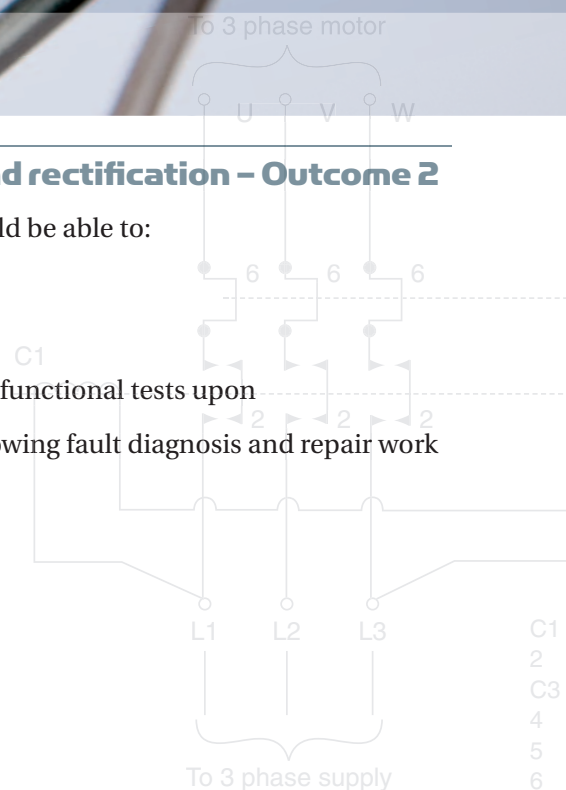 To 3 phase motor
U V W
d rectification – Outcome 2
ld be able to:
6 6 6
C1
functional tests upon
2 2 2
owing fault diagnosis and repair work
L1 L2 L3
C1
2
C3
4
5
6
To 3 phase supply